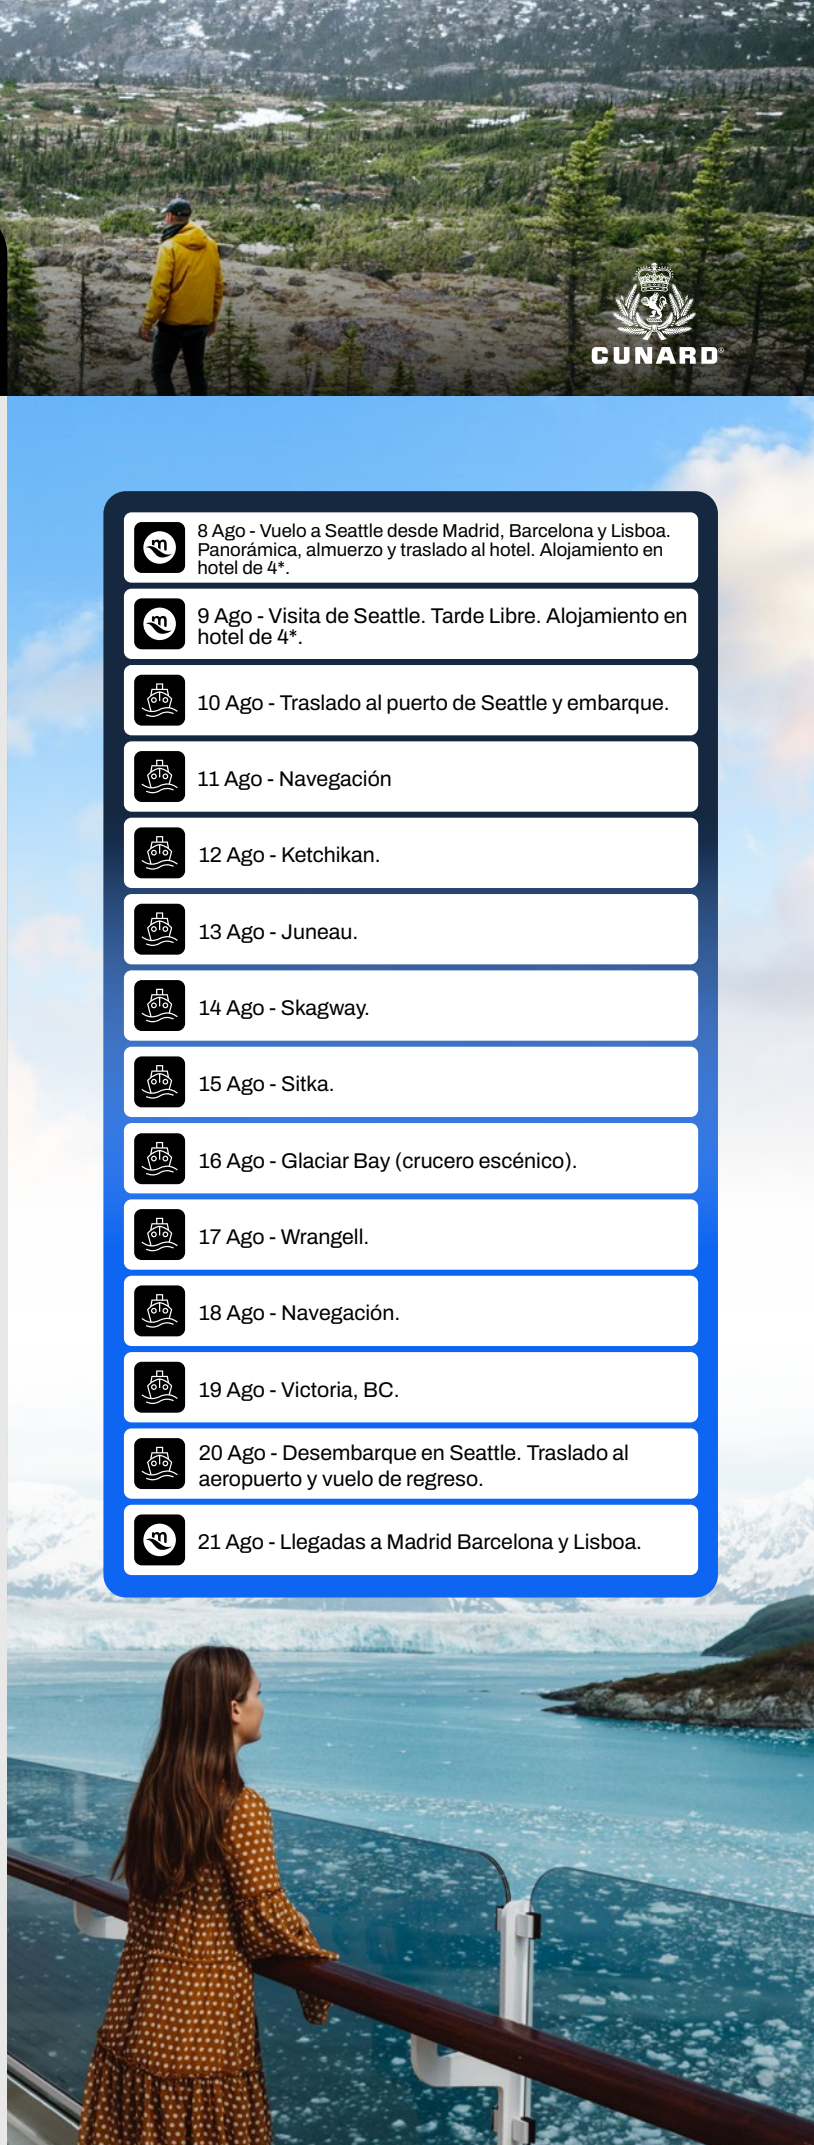 CUNARD®
8 Ago - Vuelo a Seattle desde Madrid, Barcelona y Lisboa.
Panorámica, almuerzo y traslado al hotel. Alojamiento en
hotel de 4*.
9 Ago - Visita de Seattle. Tarde Libre. Alojamiento en
hotel de 4*.
10 Ago - Traslado al puerto de Seattle y embarque.
11 Ago - Navegación
12 Ago - Ketchikan.
13 Ago - Juneau.
14 Ago - Skagway.
15 Ago - Sitka.
16 Ago - Glaciar Bay (crucero escénico).
17 Ago - Wrangell.
18 Ago - Navegación.
19 Ago - Victoria, BC.
20 Ago - Desembarque en Seattle. Traslado al
aeropuerto y vuelo de regreso.
21 Ago - Llegadas a Madrid Barcelona y Lisboa.